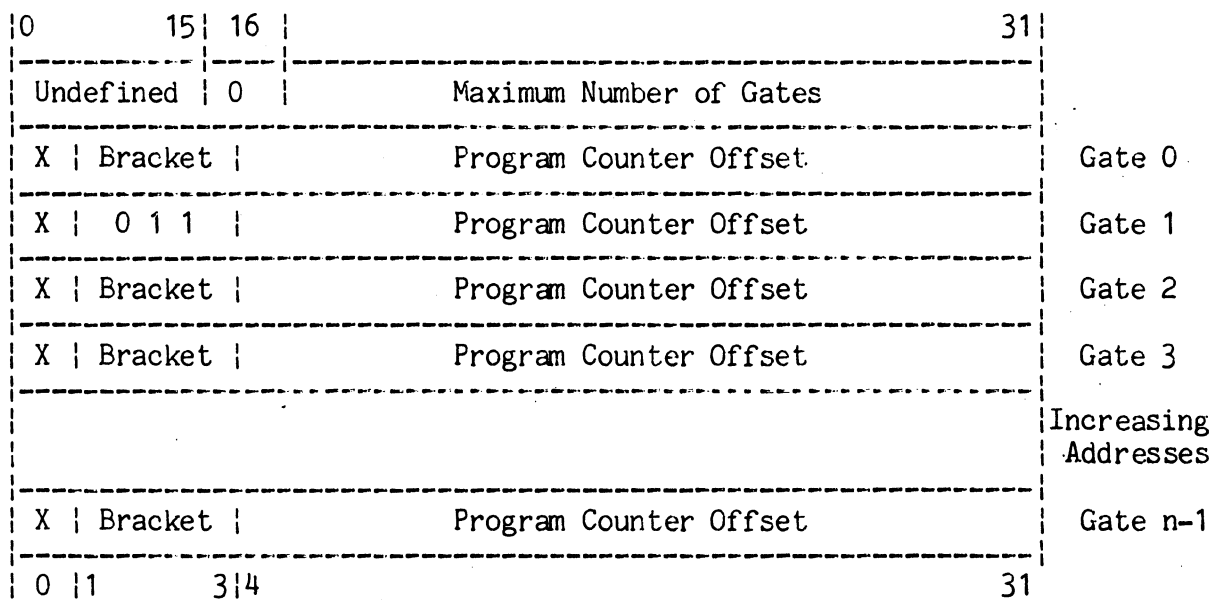 0 15 16 31
Undefined 0 Maximum Number of Gates
X Bracket Program Counter Offset Gate 0
X 0 1 1 Program Counter Offset Gate 1
X Bracket Program Counter Offset Gate 2
X Bracket Program Counter Offset Gate 3
Increasing
Addresses
X Bracket Program Counter Offset Gate n-1
0 1 3 4 31